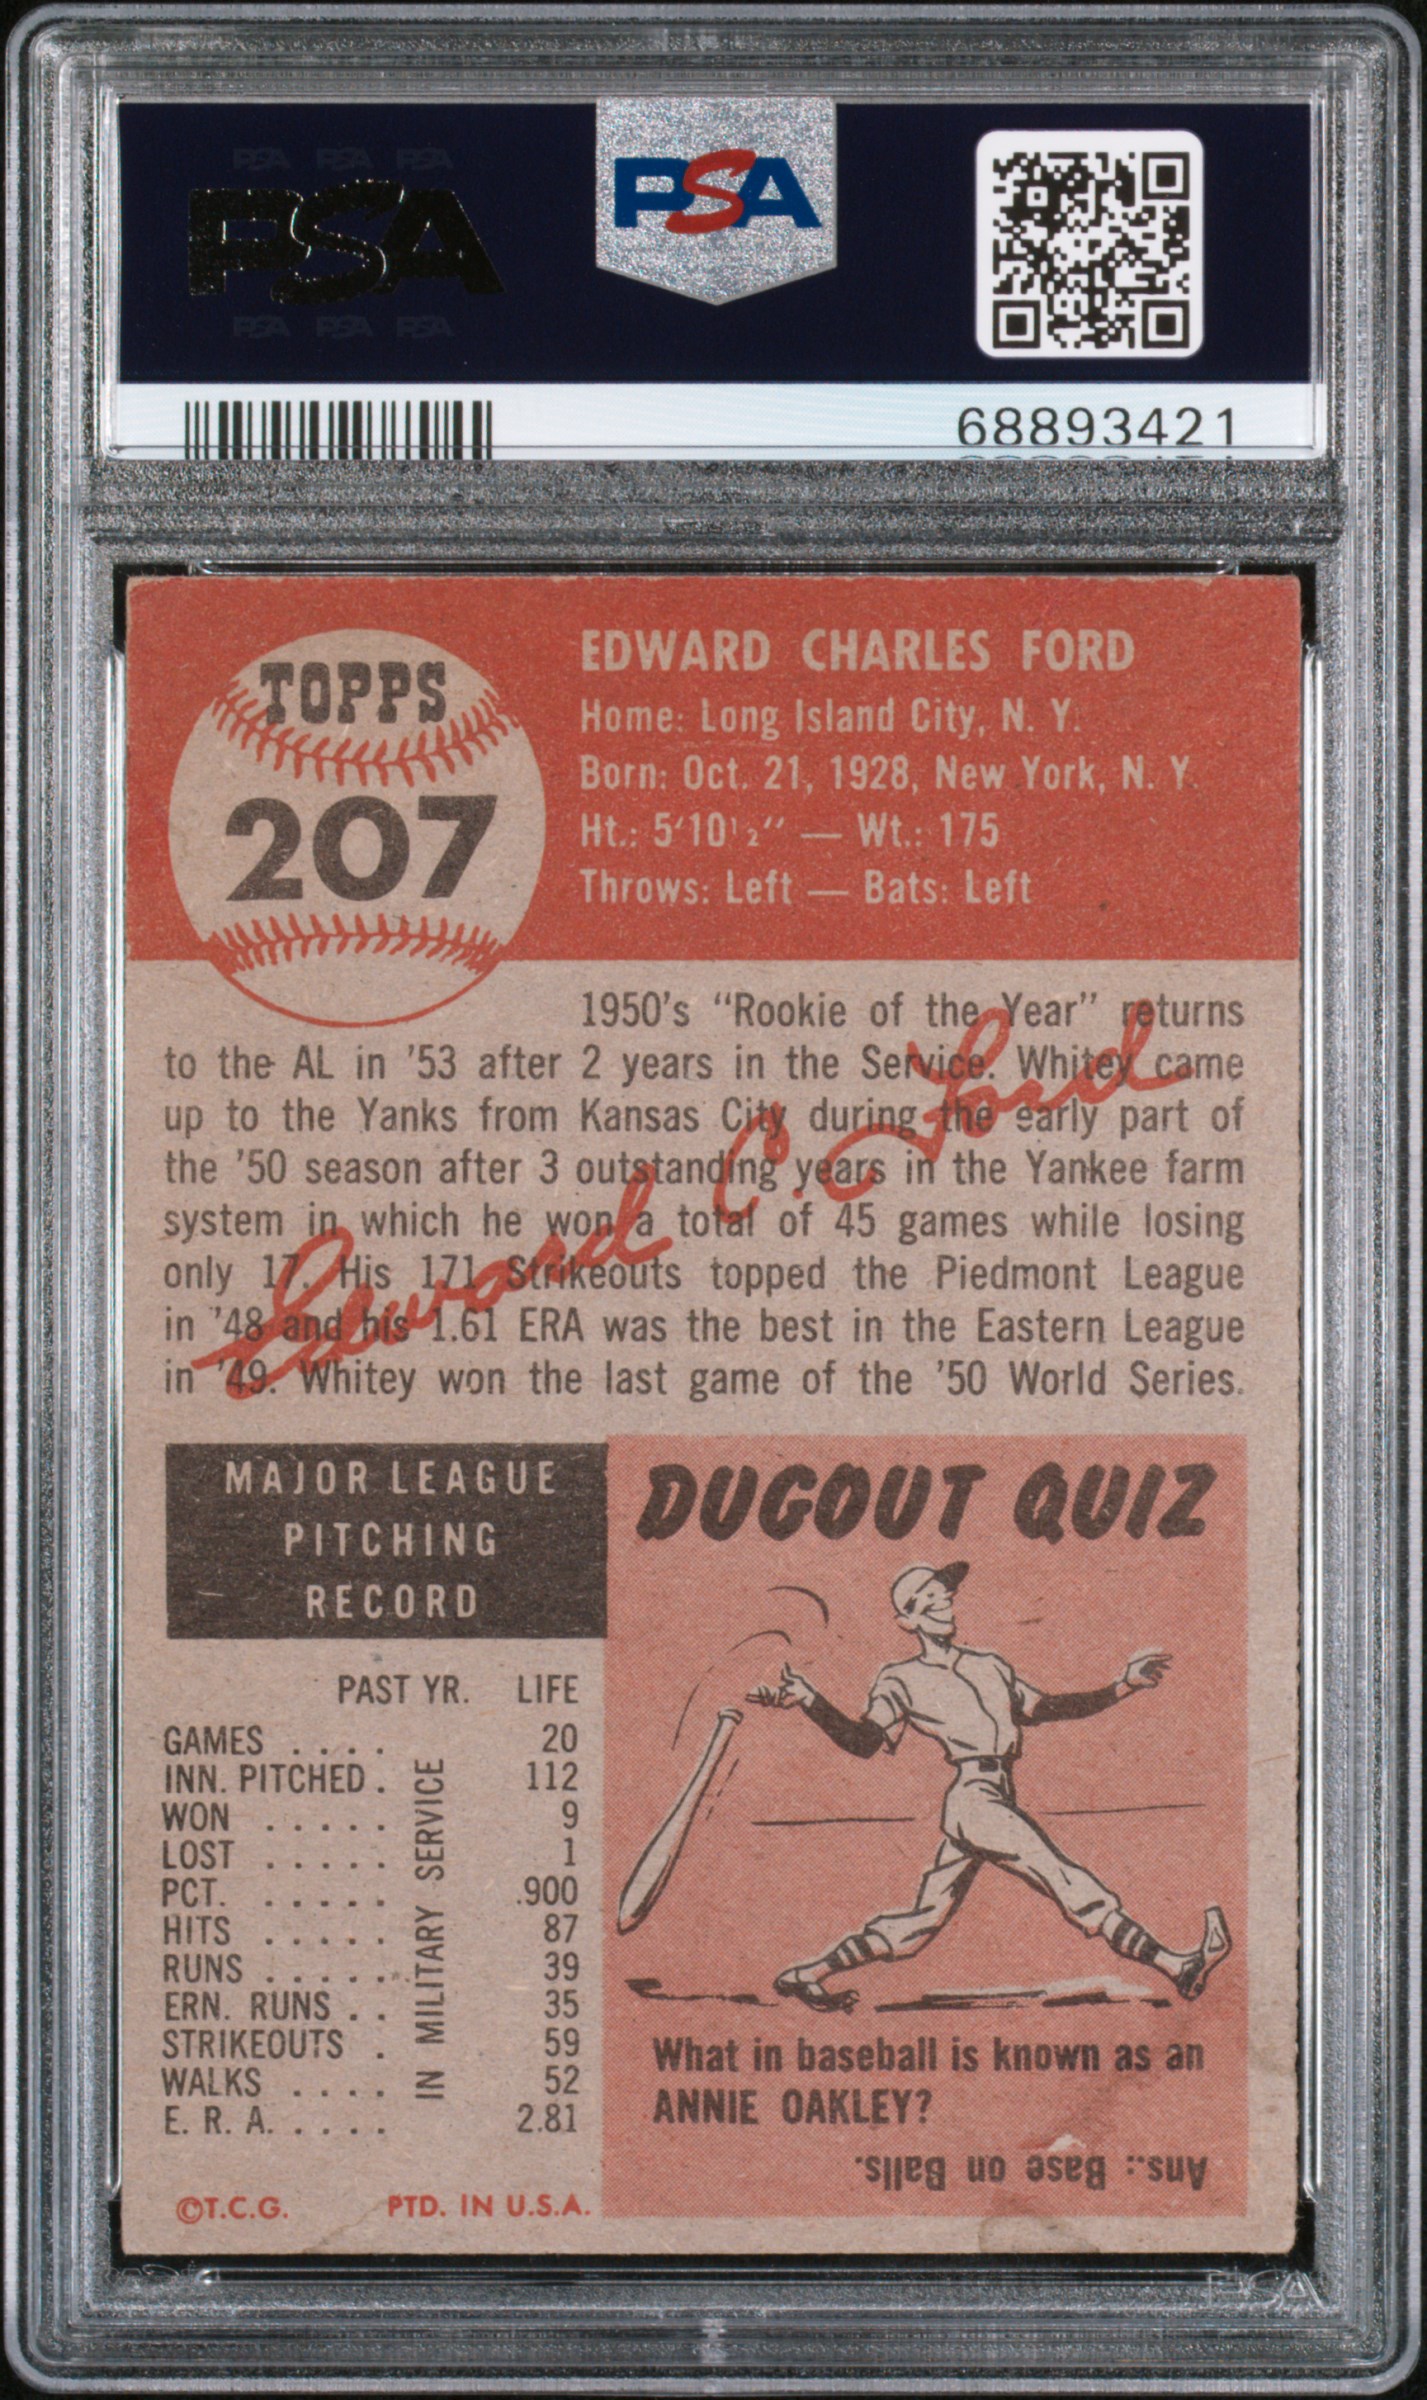 PSA PSA PSA
PSA
PSA PSA PSA
PSA
68893421
TOPPS
207
EDWARD CHARLES FORD
Home: Long Island City, N. Y.
Born: Oct. 21, 1928, New York, N. Y.
Ht.: 5'10½" — Wt.: 175
Throws: Left — Bats: Left
1950's "Rookie of the Year" returns
to the AL in '53 after 2 years in the Service. Whitey came
up to the Yanks from Kansas City during the early part of
the '50 season after 3 outstanding years in the Yankee farm
system in which he won a total of 45 games while losing
only 17. His 171 Strikeouts topped the Piedmont League
in '48 and his 1.61 ERA was the best in the Eastern League
in '49. Whitey won the last game of the '50 World Series.
Edward C. Ford
MAJOR LEAGUE
PITCHING
RECORD
PAST YR. LIFE
GAMES .... 20
INN. PITCHED . 112
WON ..... 9
LOST ..... 1
PCT. ..... .900
HITS ..... 87
RUNS ..... 39
ERN. RUNS .. 35
STRIKEOUTS . 59
WALKS .... 52
E. R. A. ..... 2.81
IN MILITARY SERVICE
©T.C.G. PTD. IN U.S.A.
DUGOUT QUIZ
What in baseball is known as an
ANNIE OAKLEY?
Ans.: Base on Balls.
PSA